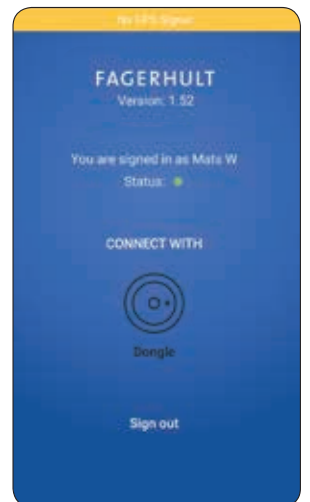 No GPS Signal
FAGERHULT
Version: 1.52
You are signed in as Mats W
Status:
CONNECT WITH
Dongle
Sign out